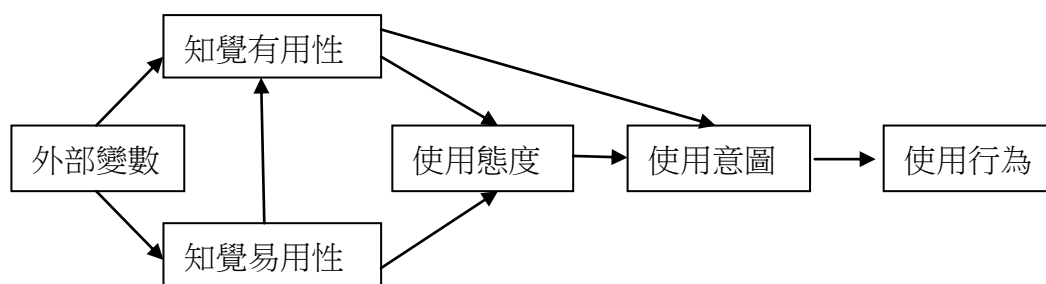 知覺有用性
外部變數
使用態度
使用意圖
使用行為
知覺易用性